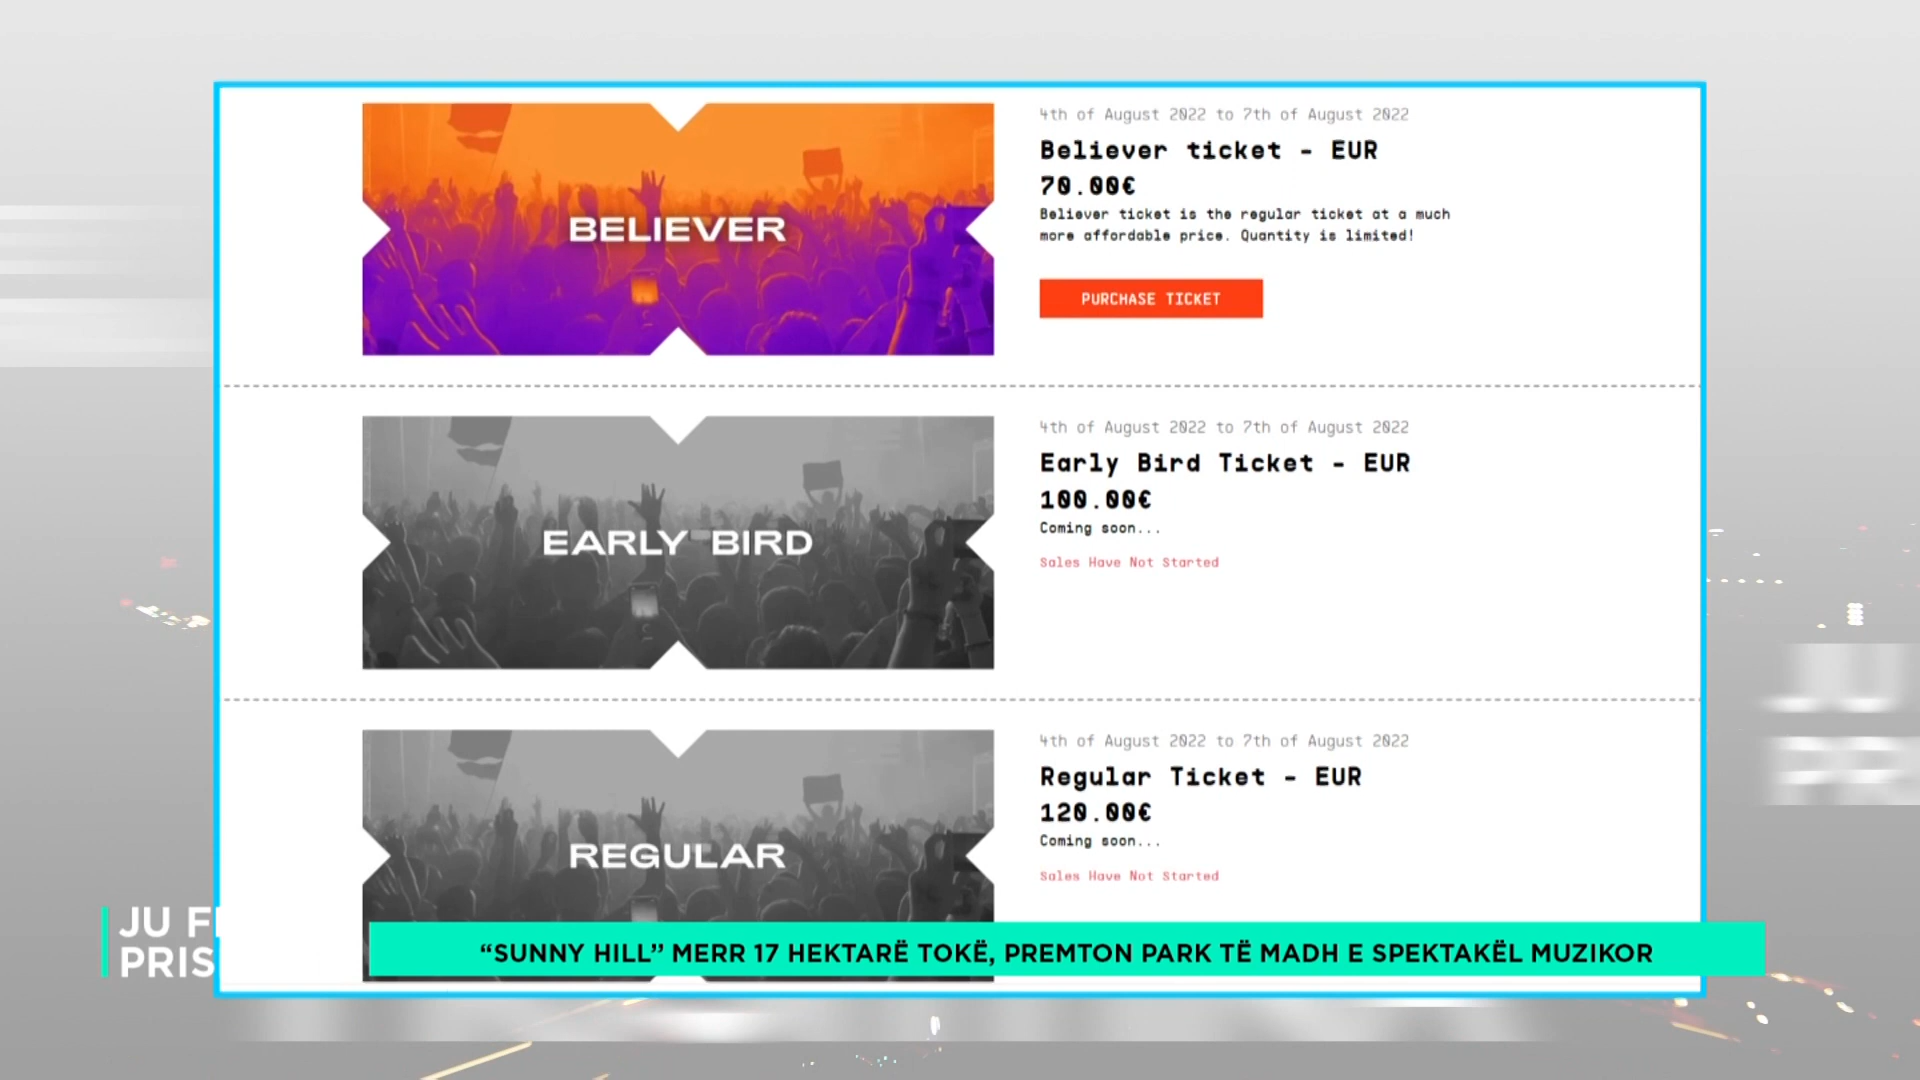 BELIEVER
4th of August 2022 to 7th of August 2022
Believer ticket - EUR
70.00€
Believer ticket is the regular ticket at a much
more affordable price. Quantity is limited!
PURCHASE TICKET
EARLY BIRD
4th of August 2022 to 7th of August 2022
Early Bird Ticket - EUR
100.00€
Coming soon...
Sales Have Not Started
REGULAR
4th of August 2022 to 7th of August 2022
Regular Ticket - EUR
120.00€
Coming soon...
Sales Have Not Started
JU F
PRIS
“SUNNY HILL” MERR 17 HEKTARË TOKË, PREMTON PARK TË MADH E SPEKTAKËL MUZIKOR